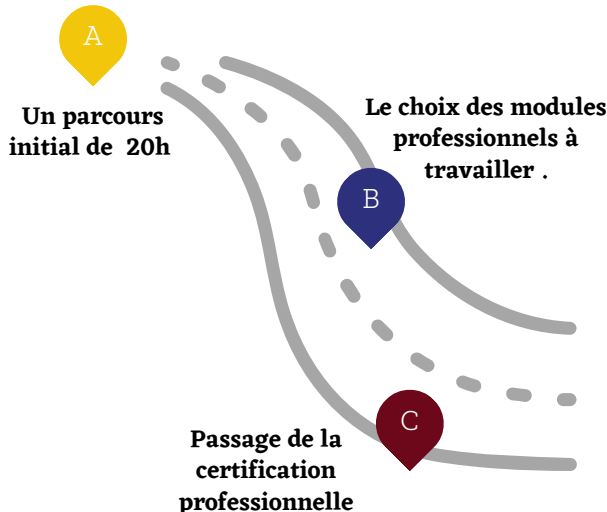 A
Un parcours
initial de 20h
Le choix des modules
professionnels à
travailler .
B
C
Passage de la
certification
professionnelle